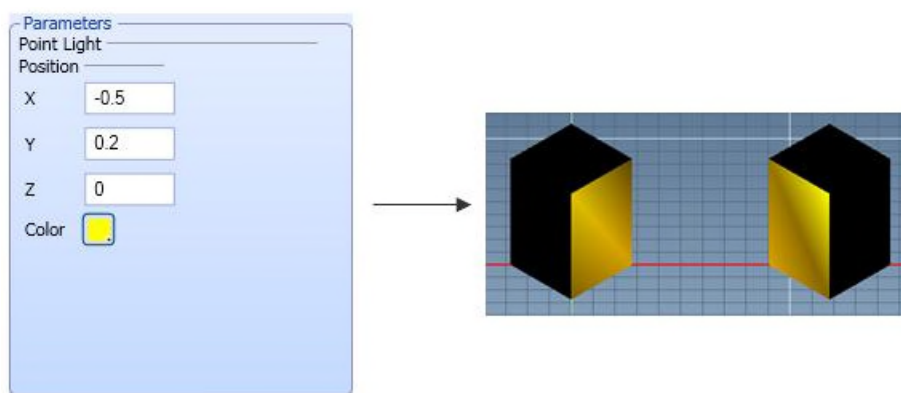 Parameters
Point Light
Position
X -0.5
Y 0.2
Z 0
Color